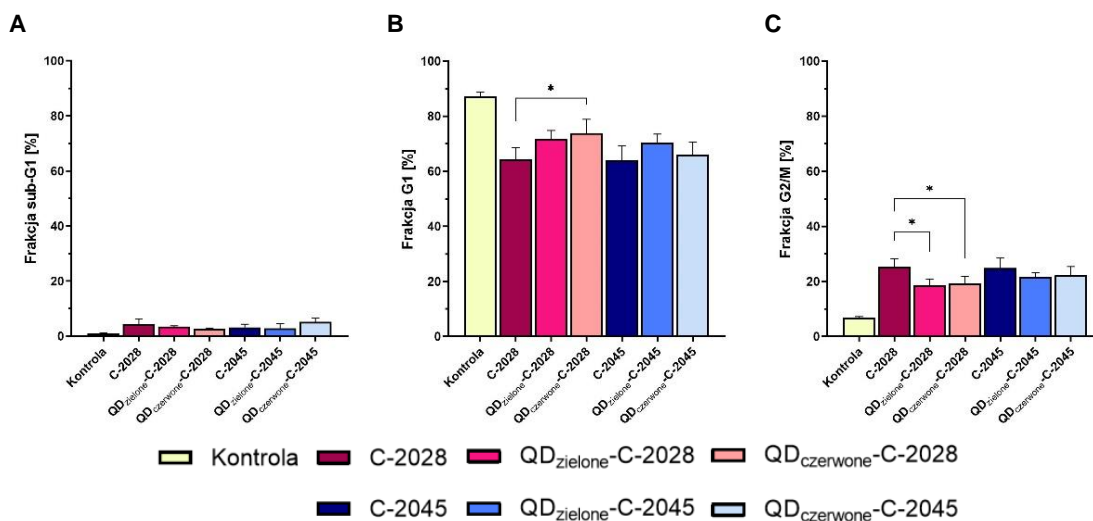 A
B
C
Frakcja sub-G1 [%]
100
80
60
40
20
0
Kontrola
C-2028
QDzielone-C-2028
QDczerwone-C-2028
C-2045
QDzielone-C-2045
QDczerwone-C-2045
Frakcja G1 [%]
100
80
60
40
20
0
*
Kontrola
C-2028
QDzielone-C-2028
QDczerwone-C-2028
C-2045
QDzielone-C-2045
QDczerwone-C-2045
Frakcja G2/M [%]
100
80
60
40
20
0
*
*
Kontrola
C-2028
QDzielone-C-2028
QDczerwone-C-2028
C-2045
QDzielone-C-2045
QDczerwone-C-2045
Kontrola C-2028 QDzielone-C-2028 QDczerwone-C-2028
C-2045 QDzielone-C-2045 QDczerwone-C-2045